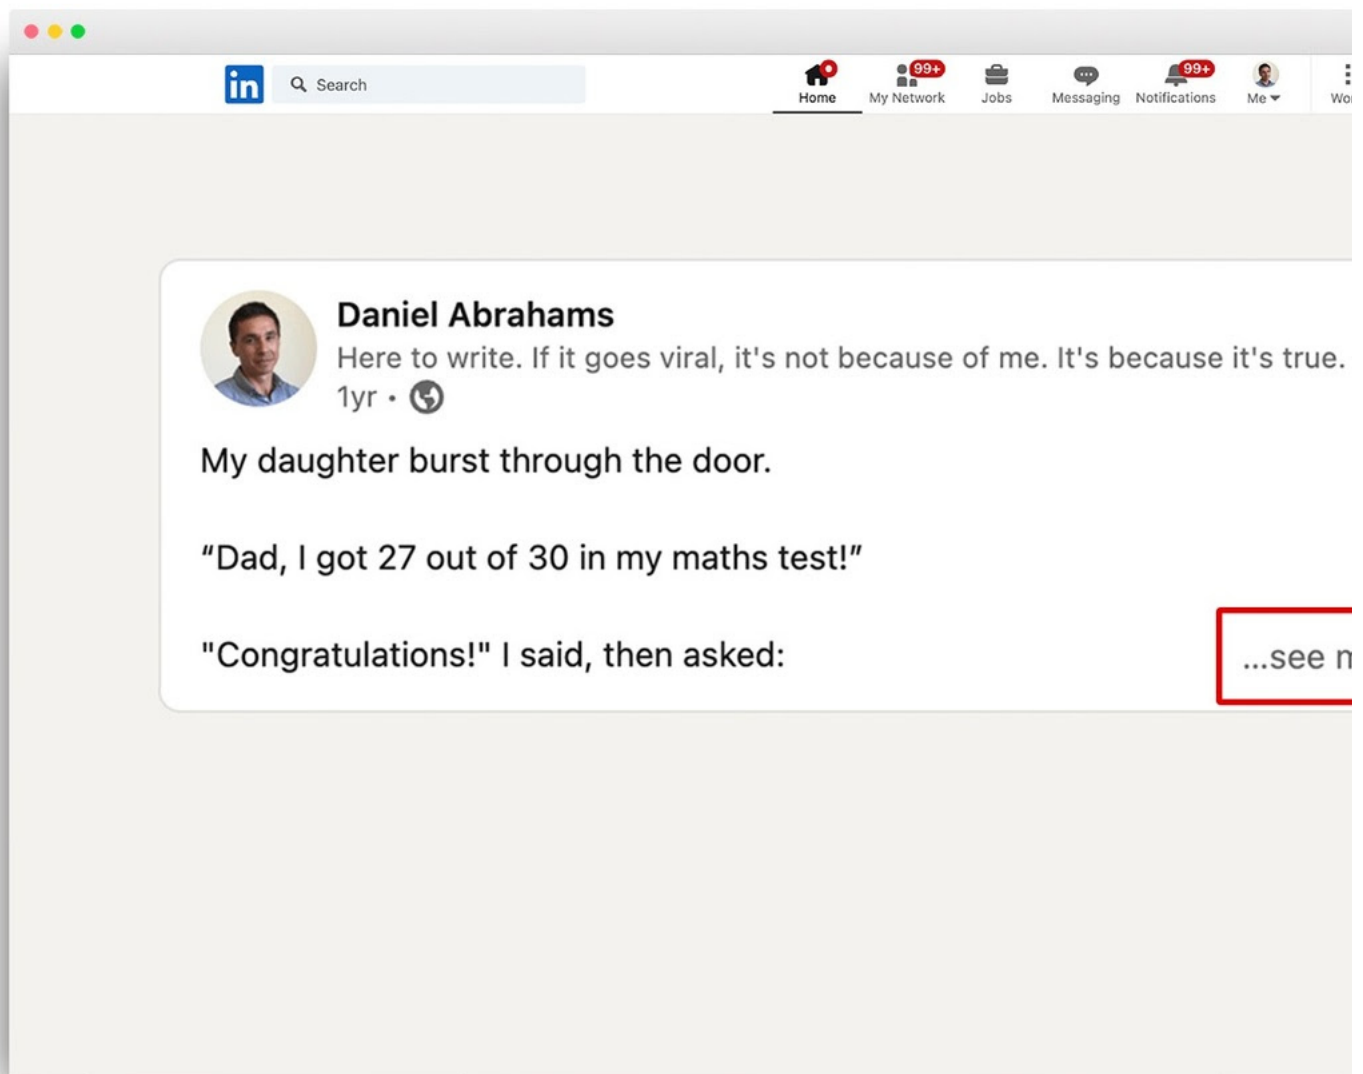 in
Search
99+
99+
Home My Network Jobs Messaging Notifications Me
Daniel Abrahams
Here to write. If it goes viral, it's not because of me. It's because it's true.
1yr •
My daughter burst through the door.
“Dad, I got 27 out of 30 in my maths test!”
"Congratulations!" I said, then asked:
...see